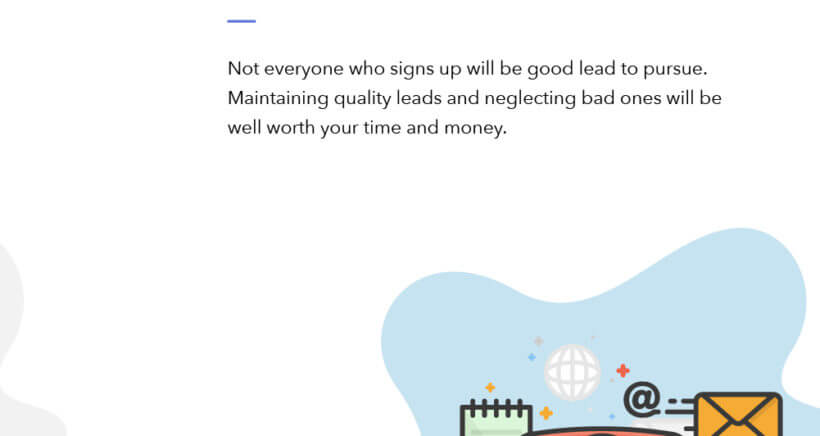 Not everyone who signs up will be good lead to pursue.
Maintaining quality leads and neglecting bad ones will be
well worth your time and money.
@